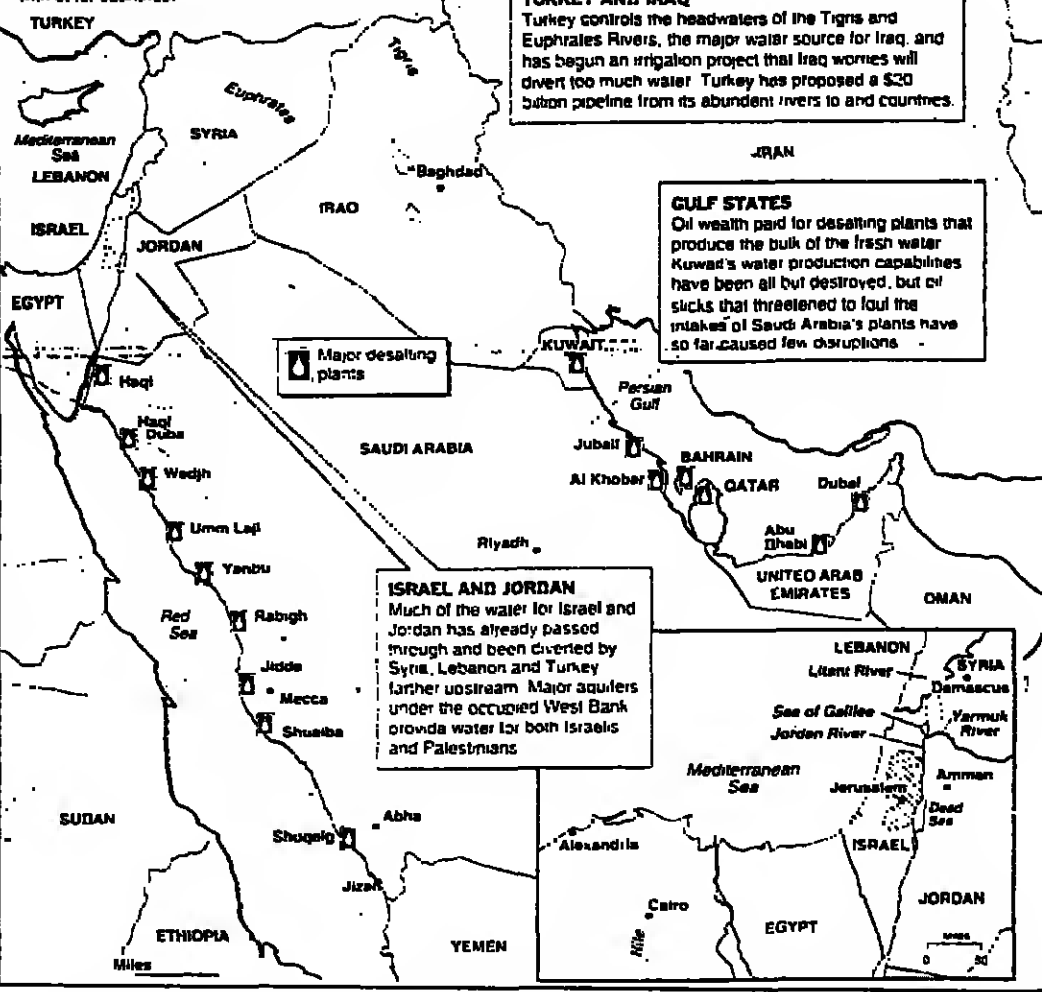 TURKEY
TURKEY AND IRAQ
Turkey controls the headwaters of the Tigris and
Euphrates Rivers, the major water source for Iraq, and
has begun an irrigation project that Iraq worries will
divert too much water Turkey has proposed a $20
billion pipeline from its abundent rivers to arid countries.
Tigris
Euphrates
SYRIA
Mediterranean
Sea
LEBANON
IRAN
Baghdad
IRAQ
ISRAEL
JORDAN
EGYPT
GULF STATES
Oil wealth paid for desalting plants that
produce the bulk of the fresh water
Kuwait's water production capabilities
have been all but destroyed, but oil
slicks that threatened to foul the
intakes of Saudi Arabia's plants have
so far caused few disruptions
Major desalting
plants
KUWAIT
Persian
Gulf
Haql
Haql
Duba
Wedjh
SAUDI ARABIA
Jubail
Al Khobar
BAHRAIN
QATAR
Dubai
Umm Lajl
Abu
Dhabi
Riyadh
Yanbu
UNITED ARAB
EMIRATES
OMAN
ISRAEL AND JORDAN
Much of the water for Israel and
Jordan has already passed
through and been diverted by
Syria, Lebanon and Turkey
farther upstream Major aquifers
under the occupied West Bank
provide water for both Israelis
and Palestinians
Red
Sea
Rabigh
Jidda
Mecca
Shuaiba
LEBANON
Litani River
SYRIA
Damascus
Sea of Galilee
Jordan River
Yarmuk
River
Mediterranean
Sea
Jerusalem
Amman
Dead
Sea
ISRAEL
Alexandria
JORDAN
Cairo
Nile
EGYPT
MILES
0 50
SUDAN
Abha
Shuqaig
Jizan
ETHIOPIA
YEMEN
Miles